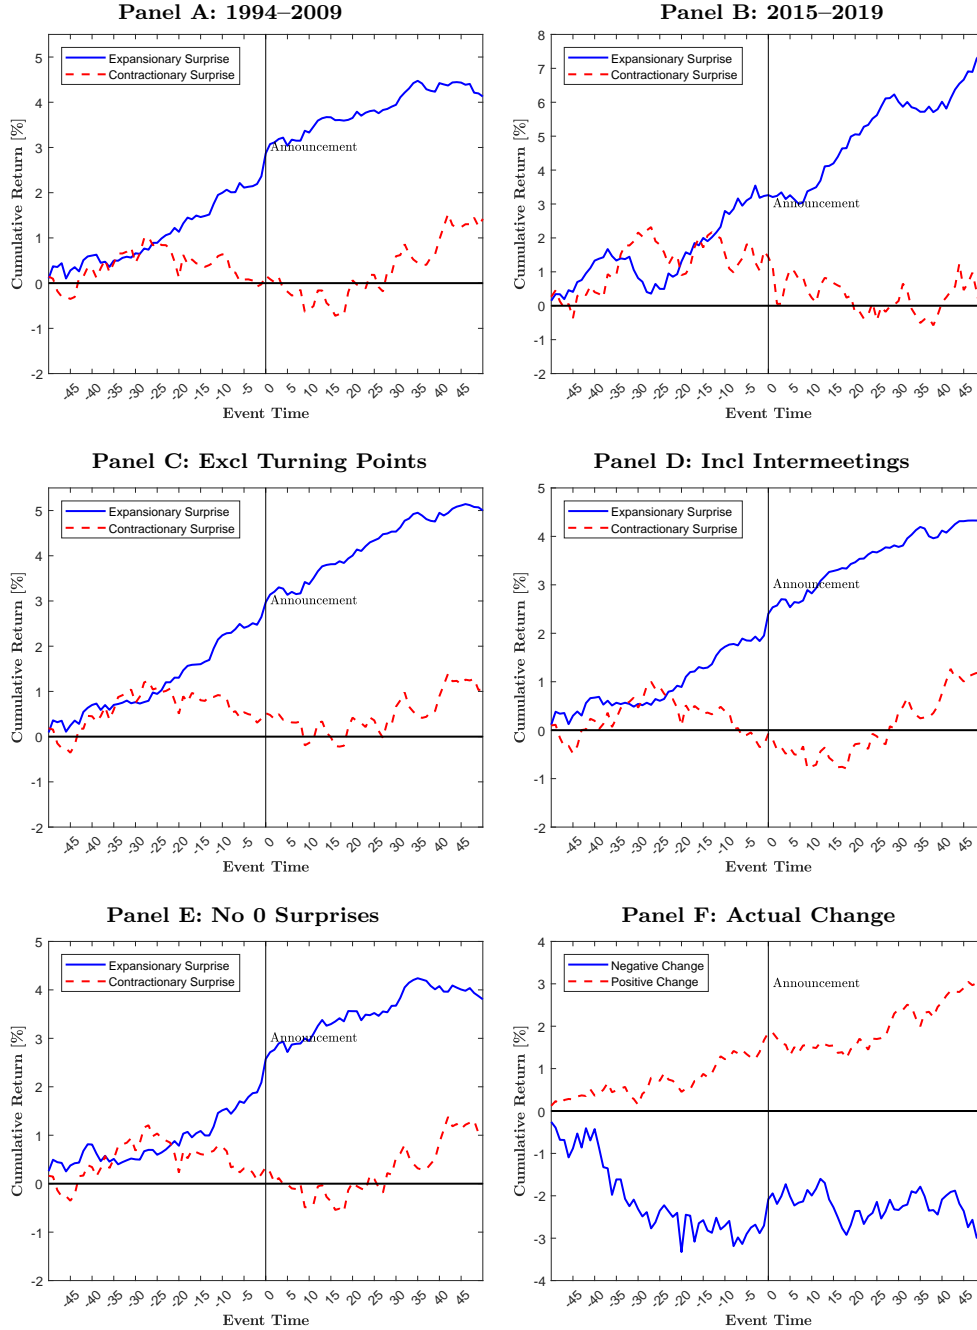 Panel A: 1994–2009
Cumulative Return [%]
5
4
3
2
1
0
-1
-2
Expansionary Surprise
Contractionary Surprise
Announcement
-45 -40 -35 -30 -25 -20 -15 -10 -5 0 5 10 15 20 25 30 35 40 45
Event Time
Panel B: 2015–2019
Cumulative Return [%]
8
7
6
5
4
3
2
1
0
-1
-2
Expansionary Surprise
Contractionary Surprise
Announcement
-45 -40 -35 -30 -25 -20 -15 -10 -5 0 5 10 15 20 25 30 35 40 45
Event Time
Panel C: Excl Turning Points
Cumulative Return [%]
5
4
3
2
1
0
-1
-2
Expansionary Surprise
Contractionary Surprise
Announcement
-45 -40 -35 -30 -25 -20 -15 -10 -5 0 5 10 15 20 25 30 35 40 45
Event Time
Panel D: Incl Intermeetings
Cumulative Return [%]
5
4
3
2
1
0
-1
-2
Expansionary Surprise
Contractionary Surprise
Announcement
-45 -40 -35 -30 -25 -20 -15 -10 -5 0 5 10 15 20 25 30 35 40 45
Event Time
Panel E: No 0 Surprises
Cumulative Return [%]
5
4
3
2
1
0
-1
-2
Expansionary Surprise
Contractionary Surprise
Announcement
-45 -40 -35 -30 -25 -20 -15 -10 -5 0 5 10 15 20 25 30 35 40 45
Event Time
Panel F: Actual Change
Cumulative Return [%]
4
3
2
1
0
-1
-2
-3
-4
Negative Change
Positive Change
Announcement
-45 -40 -35 -30 -25 -20 -15 -10 -5 0 5 10 15 20 25 30 35 40 45
Event Time